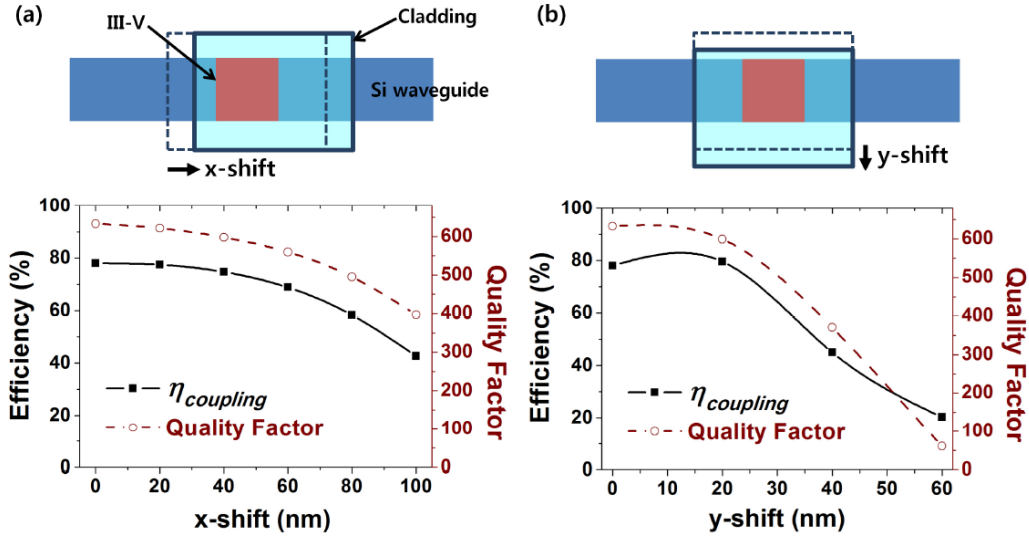 (a)
III-V
Cladding
Si waveguide
x-shift
Efficiency (%)
100
80
60
40
20
0
η coupling
Quality Factor
0 20 40 60 80 100
x-shift (nm)
600
500
400
300
200
100
0
Quality Factor
(b)
y-shift
Efficiency (%)
100
80
60
40
20
0
η coupling
Quality Factor
0 10 20 30 40 50 60
y-shift (nm)
600
500
400
300
200
100
0
Quality Factor